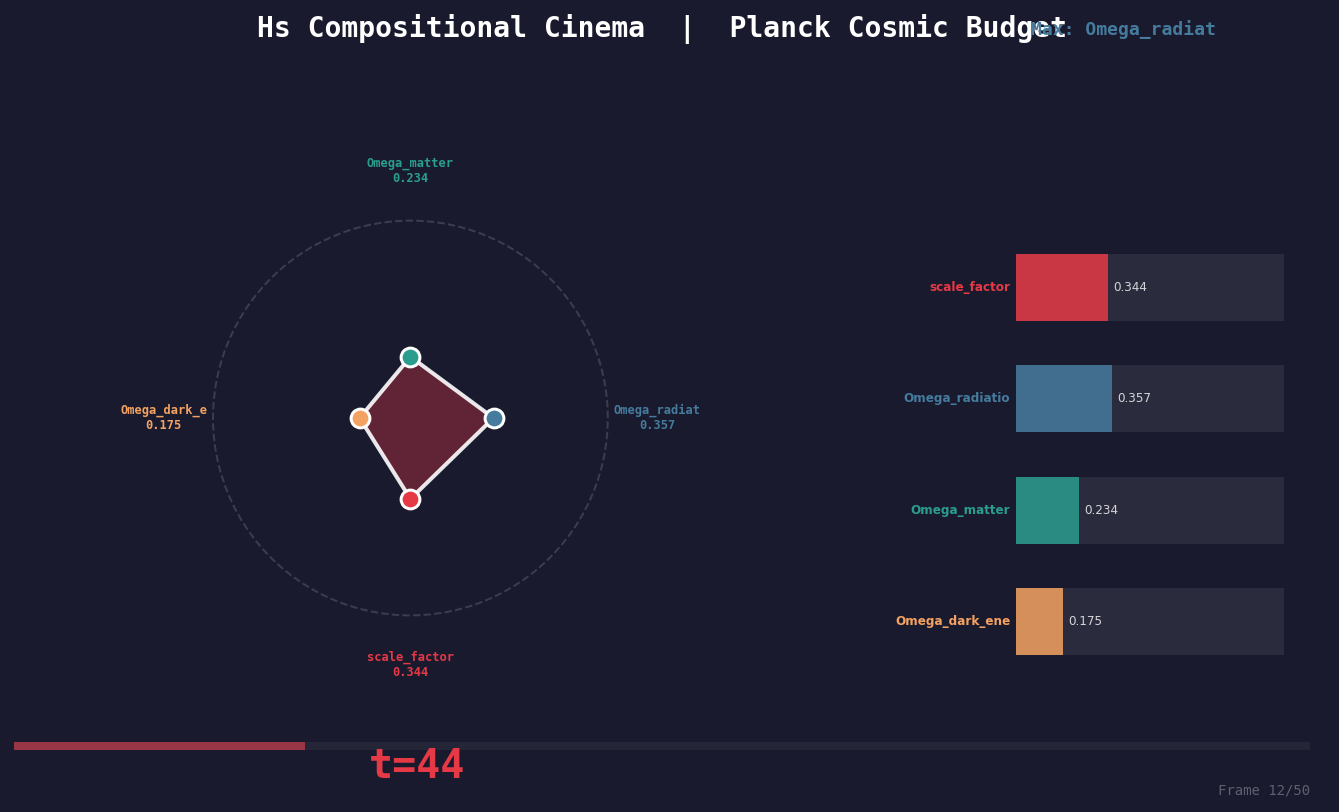 Hs Compositional Cinema | Planck Cosmic Budget
Max: Omega_radiat
Omega_matter
0.234
Omega_dark_e
0.175
Omega_radiat
0.357
scale_factor
0.344
scale_factor 0.344
Omega_radiatio 0.357
Omega_matter 0.234
Omega_dark_ene 0.175
t=44
Frame 12/50